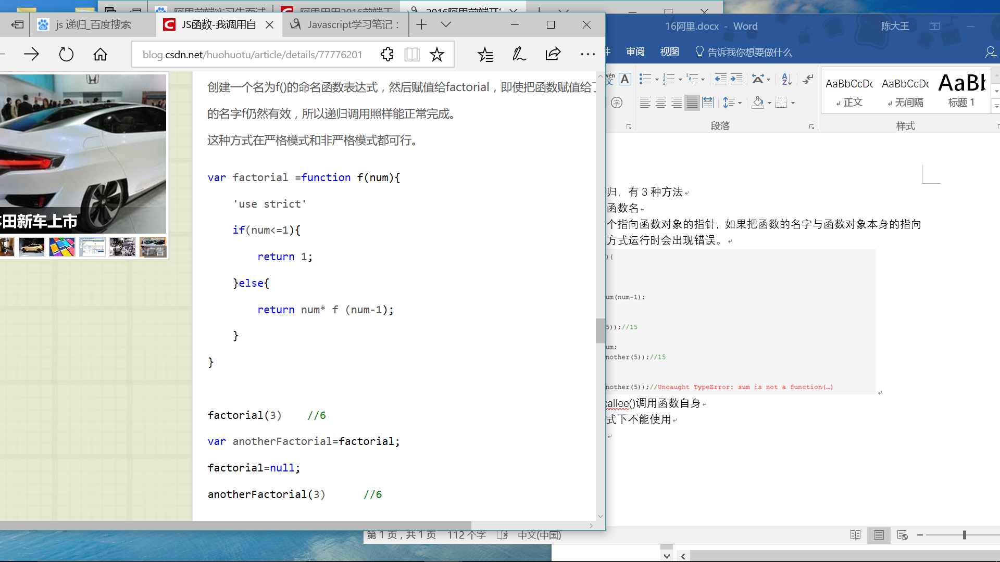 js 递归_百度搜索
JS函数-我调用自
Javascript学习笔记：
blog.csdn.net/huohuotu/article/details/77776201
创建一个名为f()的命名函数表达式，然后赋值给factorial，即使把函数赋值给了
的名字f仍然有效，所以递归调用照样能正常完成。
这种方式在严格模式和非严格模式都可行。
var factorial =function f(num){
'use strict'
if(num<=1){
return 1;
}else{
return num* f (num-1);
}
}
factorial(3) //6
var anotherFactorial=factorial;
factorial=null;
anotherFactorial(3) //6
田新车上市
广告
16阿里.docx - Word
陈大王
审阅
视图
告诉我你想要做什么
wén
文
A
字
段落
AaBbCcDc
正文
AaBbCcDc
无间隔
AaBb
标题 1
样式
归，有 3 种方法
函数名
个指向函数对象的指针，如果把函数的名字与函数对象本身的指向
方式运行时会出现错误。
){
um(num-1);
5));//15
um;
nother(5));//15
nother(5));//Uncaught TypeError: sum is not a function(…)
callee()调用函数自身
式下不能使用
第 1 页，共 1 页
112 个字
中文(中国)